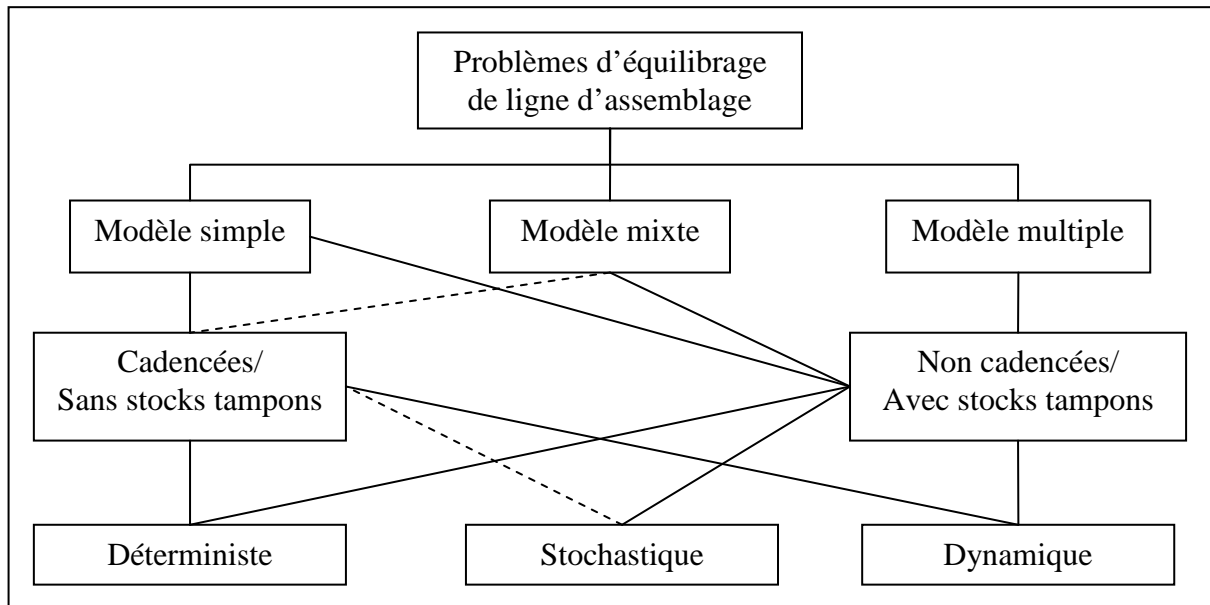 Problèmes d'équilibrage
de ligne d'assemblage
Modèle simple
Modèle mixte
Modèle multiple
Cadencées/
Sans stocks tampons
Non cadencées/
Avec stocks tampons
Déterministe
Stochastique
Dynamique